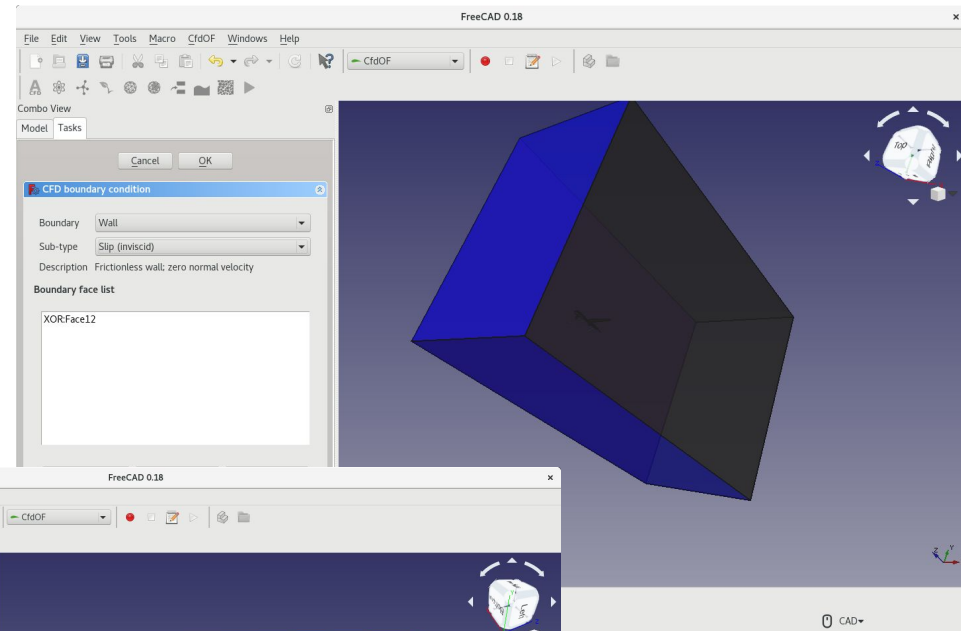 FreeCAD 0.18
File Edit View Tools Macro CfdOF Windows Help
CfdOF
Combo View
Model Tasks
Cancel OK
CFD boundary condition
Boundary Wall
Sub-type Slip (inviscid)
Description Frictionless wall; zero normal velocity
Boundary face list
XOR:Face12
Top
FreeCAD 0.18
CfdOF
Left
Z
Y
CAD